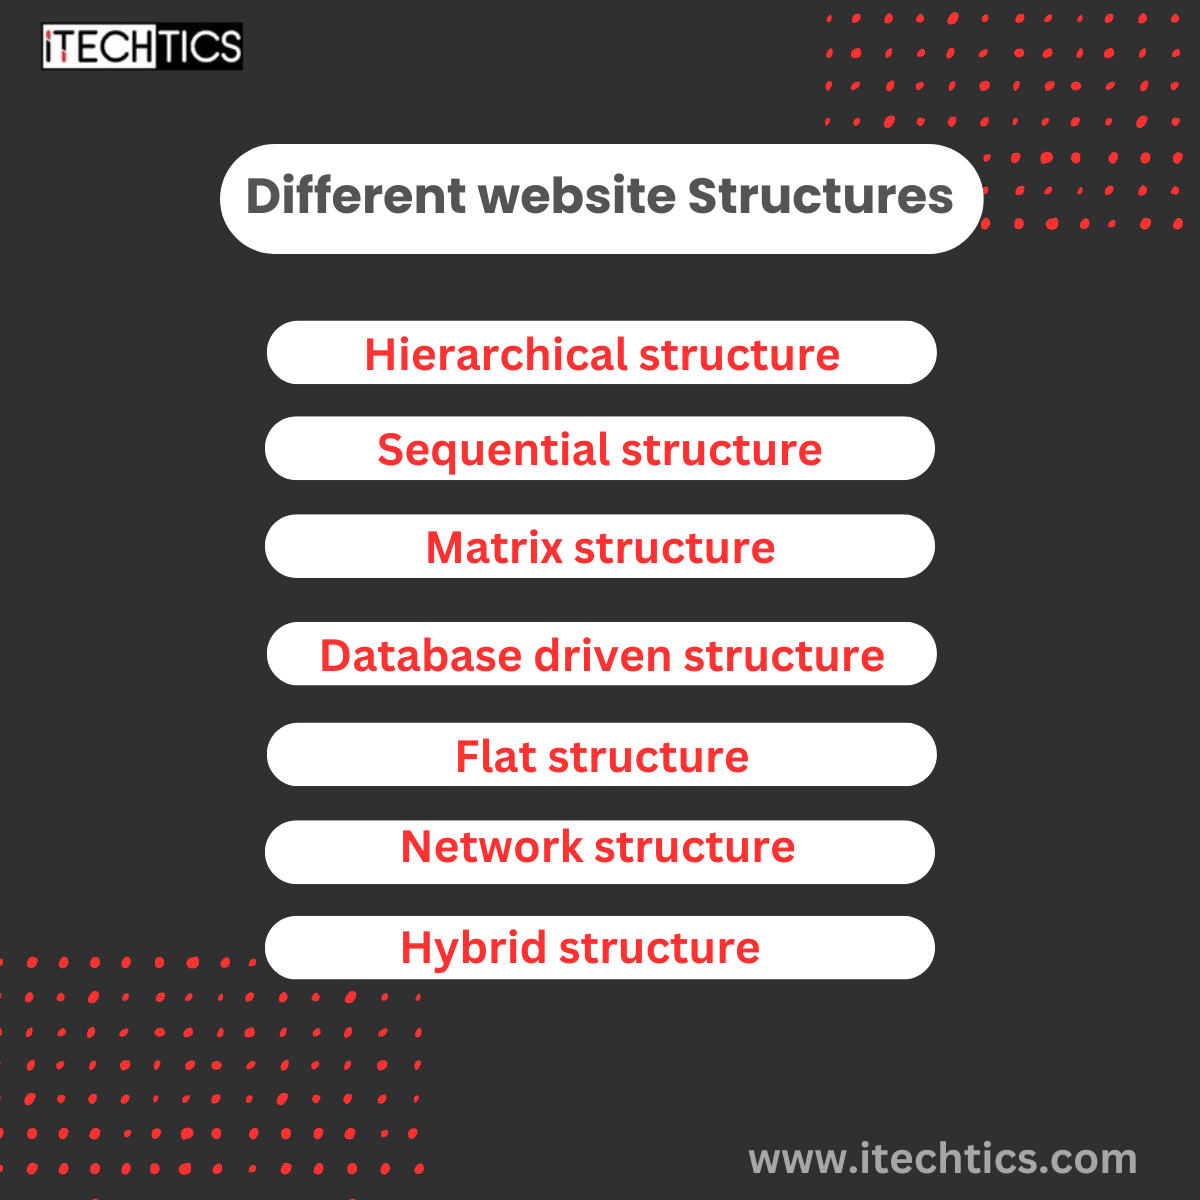 iTECHTICS
Different website Structures
Hierarchical structure
Sequential structure
Matrix structure
Database driven structure
Flat structure
Network structure
Hybrid structure
www.itechtics.com